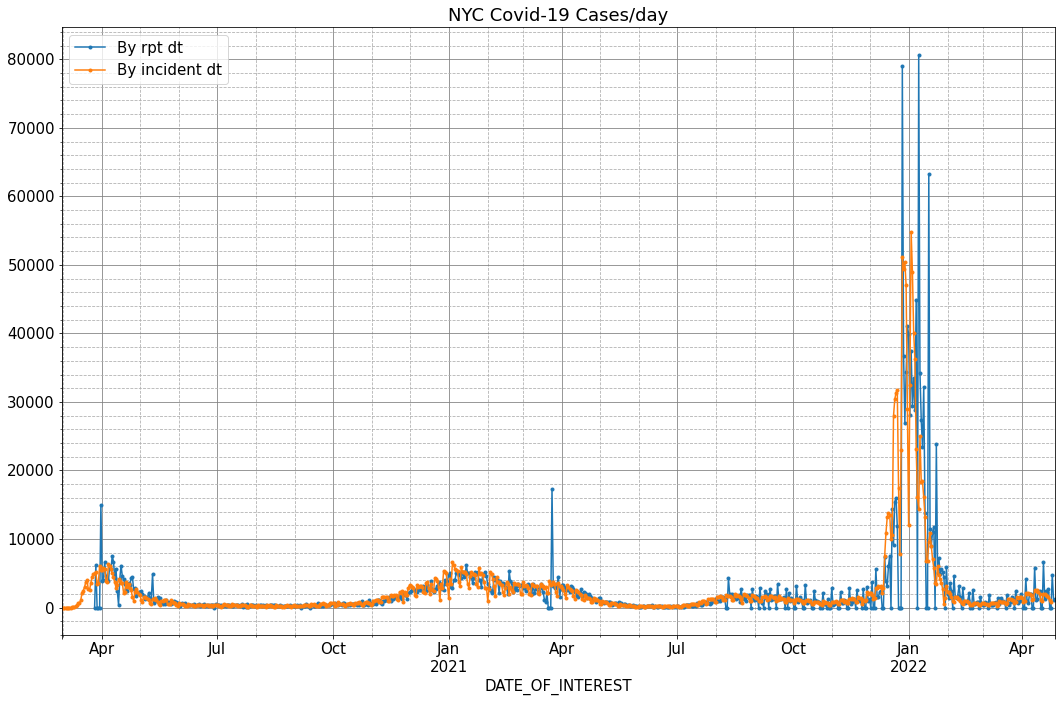 NYC Covid-19 Cases/day
By rpt dt
By incident dt
80000
70000
60000
50000
40000
30000
20000
10000
0
Apr Jul Oct Jan Apr Jul Oct Jan Apr
2021 2022
DATE_OF_INTEREST